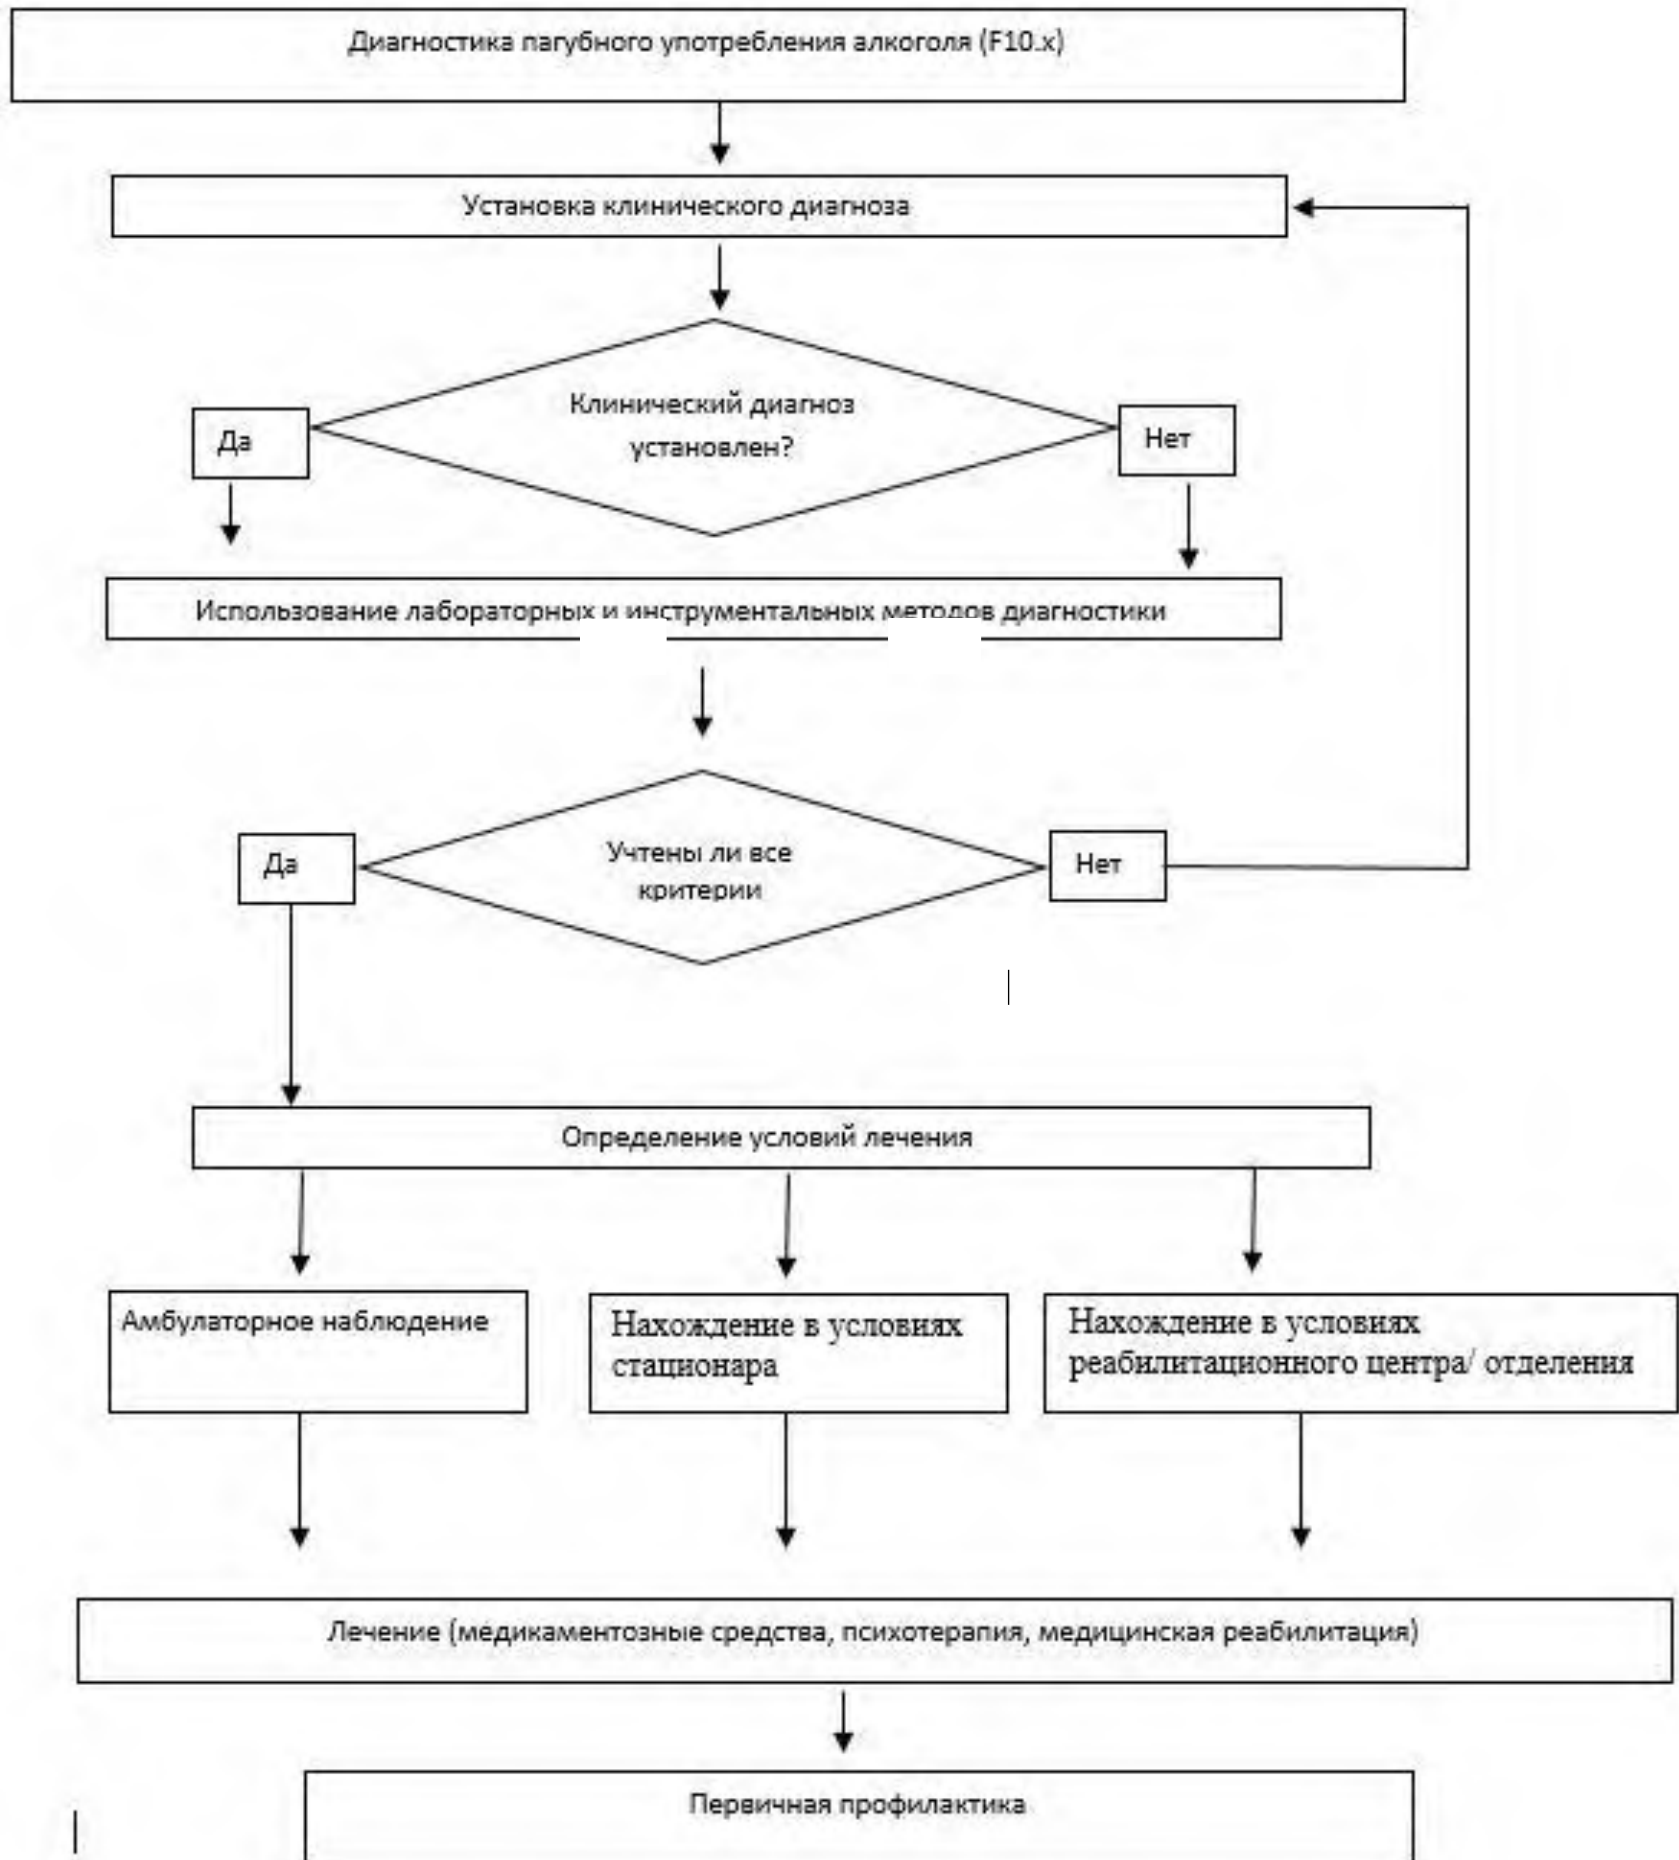 Диагностика пагубного употребления алкоголя (F10.x)
Установка клинического диагноза
Клинический диагноз
установлен?
Да
Нет
Использование лабораторных и инструментальных методов диагностики
Учтены ли все
критерии
Да
Нет
Определение условий лечения
Амбулаторное наблюдение
Нахождение в условиях
стационара
Нахождение в условиях
реабилитационного центра/ отделения
Лечение (медикаментозные средства, психотерапия, медицинская реабилитация)
Первичная профилактика